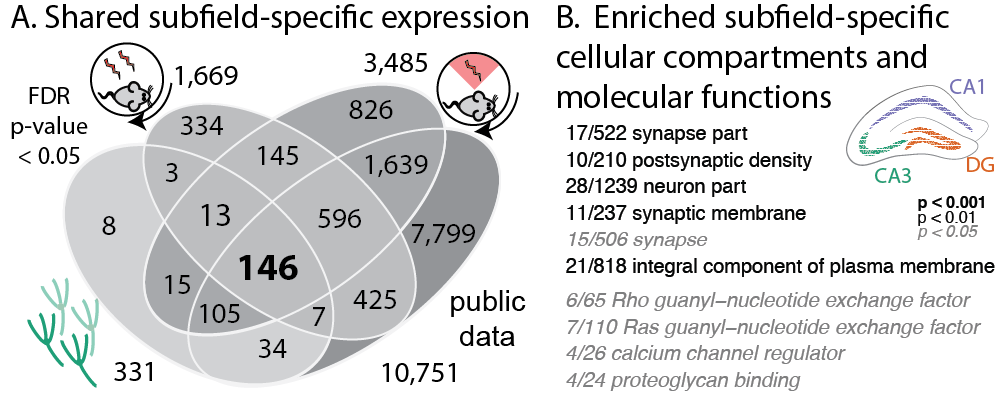 A. Shared subfield-specific expression
1,669
3,485
FDR
p-value
< 0.05
334
826
3
145
1,639
8
13
596
7,799
146
15
105
7
425
34
331
public
data
10,751
B. Enriched subfield-specific
cellular compartments and
molecular functions
CA1
CA3
DG
17/522 synapse part
10/210 postsynaptic density
28/1239 neuron part
11/237 synaptic membrane
15/506 synapse
21/818 integral component of plasma membrane
6/65 Rho guanyl−nucleotide exchange factor
7/110 Ras guanyl−nucleotide exchange factor
4/26 calcium channel regulator
4/24 proteoglycan binding
p < 0.001
p < 0.01
p < 0.05